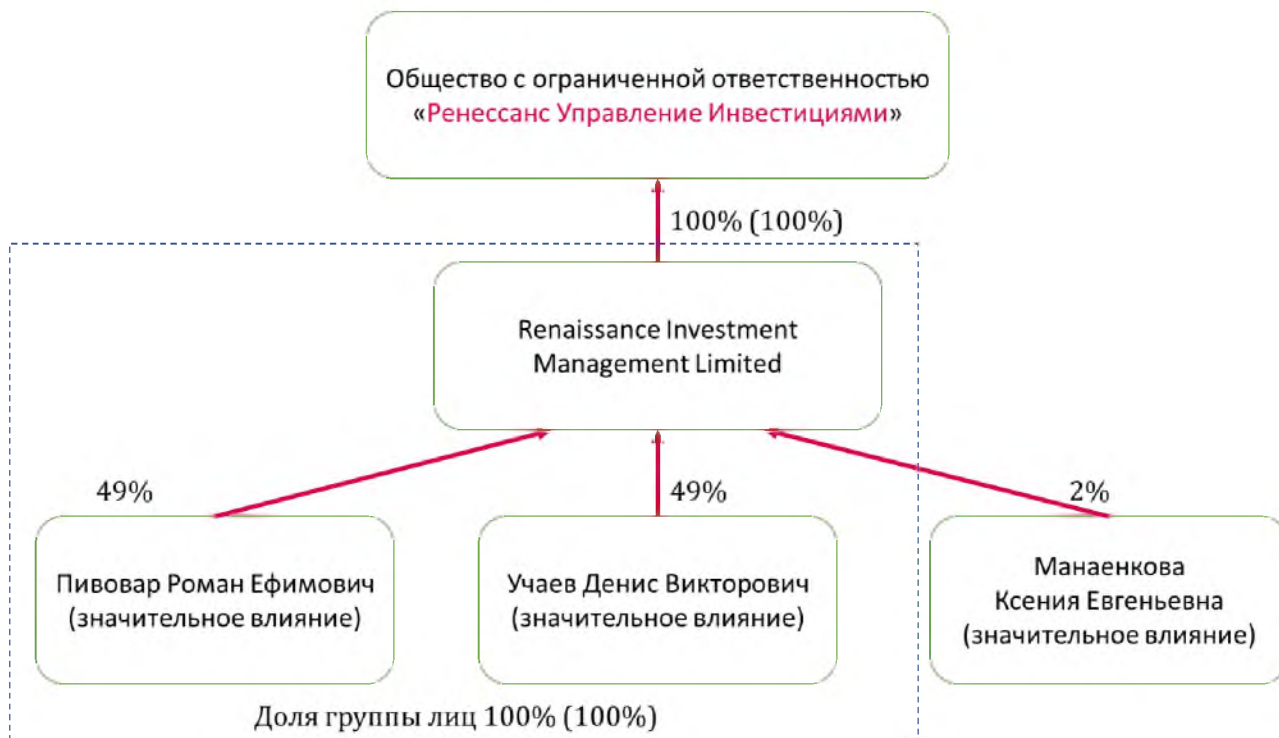 Общество с ограниченной ответственностью
«Ренессанс Управление Инвестициями»
100% (100%)
Renaissance Investment
Management Limited
49%
49%
2%
Пивовар Роман Ефимович
(значительное влияние)
Учаев Денис Викторович
(значительное влияние)
Манаенкова
Ксения Евгеньевна
(значительное влияние)
Доля группы лиц 100% (100%)